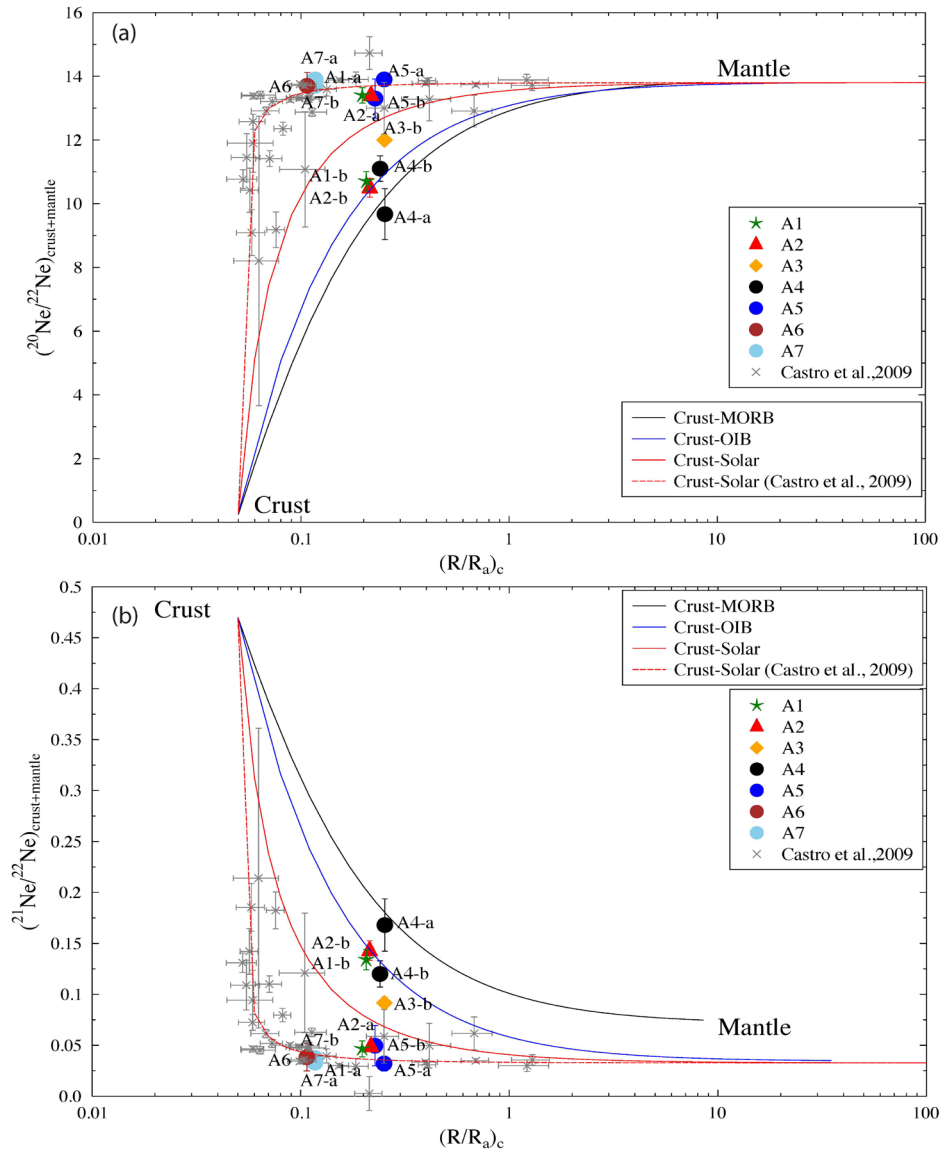 (a)
16
14
12
10
8
6
4
2
0
(20Ne/22Ne)crust+mantle
A7-a
A6
A1-a
A5-a
Mantle
A7-b
A2-a
A5-b
A3-b
A1-b
A4-b
A2-b
A4-a
A1
A2
A3
A4
A5
A6
A7
Castro et al.,2009
Crust-MORB
Crust-OIB
Crust-Solar
Crust-Solar (Castro et al., 2009)
Crust
0.01
0.1
1
10
100
(R/Ra)c
(b)
Crust
0.5
0.45
0.4
0.35
0.3
0.25
0.2
0.15
0.1
0.05
0.0
(21Ne/22Ne)crust+mantle
Crust-MORB
Crust-OIB
Crust-Solar
Crust-Solar (Castro et al., 2009)
A1
A2
A3
A4
A5
A6
A7
Castro et al.,2009
A4-a
A2-b
A1-b
A4-b
A3-b
A2-a
A7-b
A5-b
A6
A1-a
A5-a
A7-a
Mantle
0.01
0.1
1
10
100
(R/Ra)c